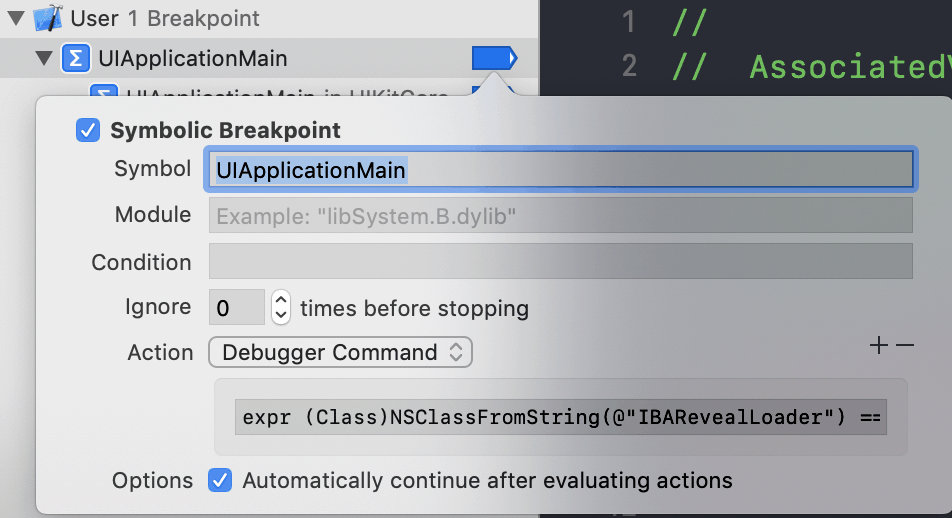 User 1 Breakpoint
1 //
UIApplicationMain
2 // Associated
UIApplicationMain in UIKitCore
Symbolic Breakpoint
Symbol UIApplicationMain
Module Example: "libSystem.B.dylib"
Condition
Ignore 0 times before stopping
Action Debugger Command
expr (Class)NSClassFromString(@"IBARevealLoader") ==
Options Automatically continue after evaluating actions